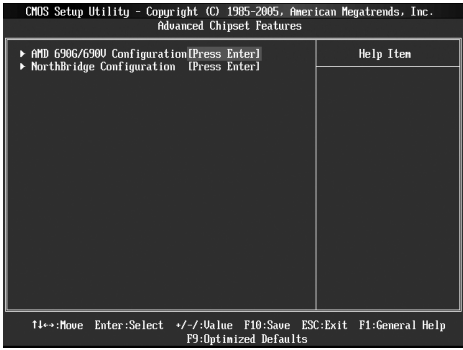 CMOS Setup Utility - Copyright (C) 1985-2005, American Megatrends, Inc.
Advanced Chipset Features
▶ AMD 690G/690V Configuration [Press Enter]
▶ NorthBridge Configuration [Press Enter]
Help Item
↑↓↔:Move Enter:Select +/-/:Value F10:Save ESC:Exit F1:General Help
F9:Optimized Defaults